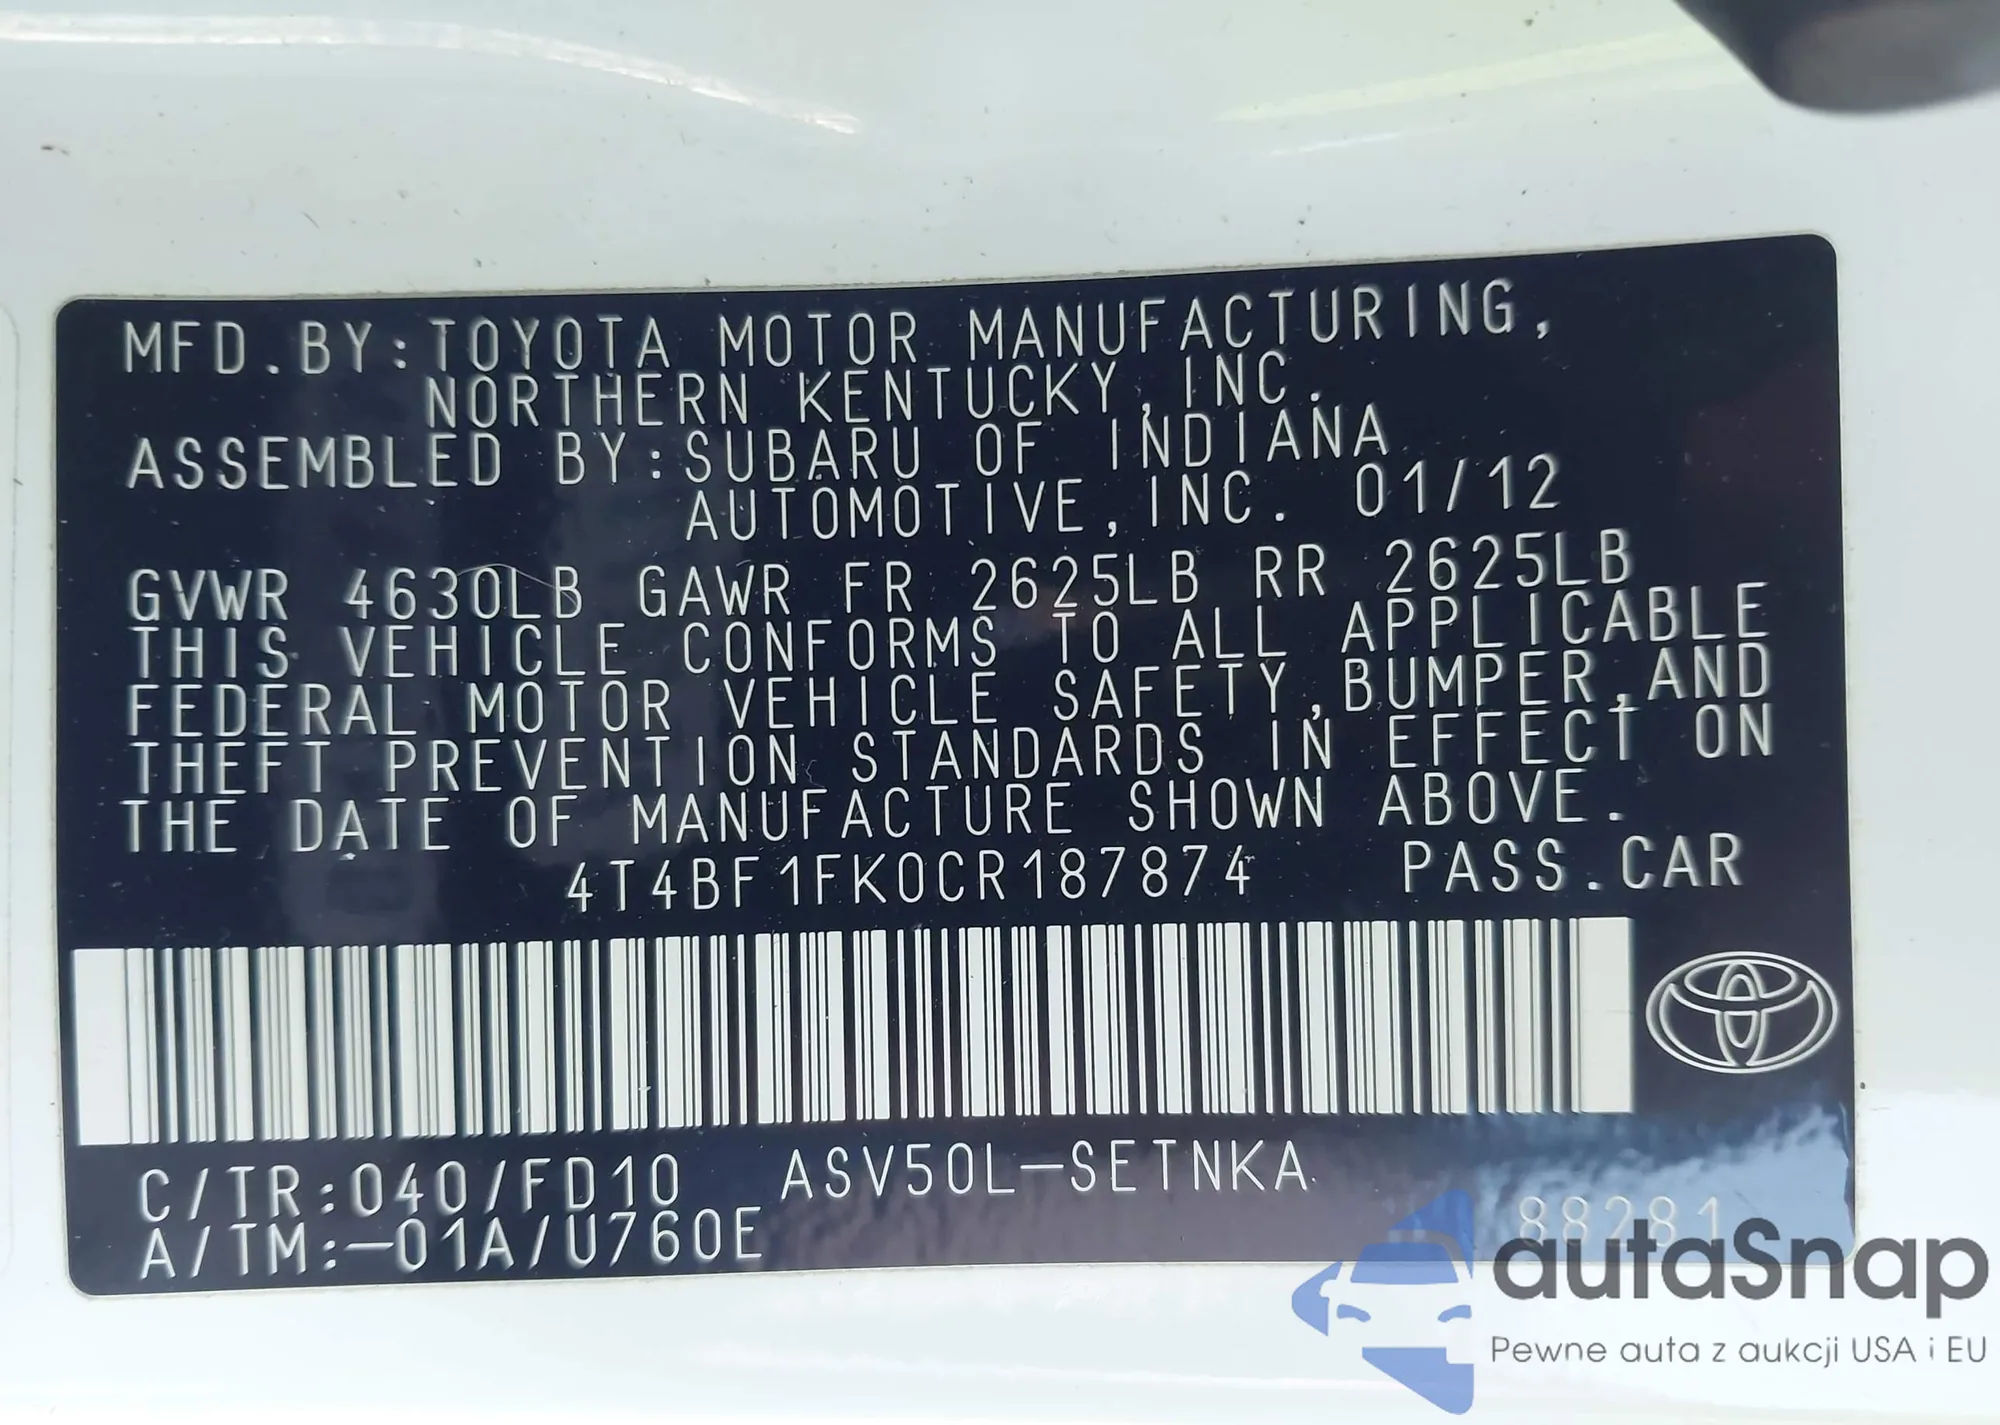 MFD.BY:TOYOTA MOTOR MANUFACTURING,
NORTHERN KENTUCKY,INC.
ASSEMBLED BY:SUBARU OF INDIANA
AUTOMOTIVE,INC. 01/12
GVWR 4630LB GAWR FR 2625LB RR 2625LB
THIS VEHICLE CONFORMS TO ALL APPLICABLE
FEDERAL MOTOR VEHICLE SAFETY,BUMPER,AND
THEFT PREVENTION STANDARDS IN EFFECT ON
THE DATE OF MANUFACTURE SHOWN ABOVE.
4T4BF1FK0CR187874 PASS.CAR
C/TR:040/FD10 ASV50L-SETNKA
A/TM:-01A/U760E
88281
autaSnap
Pewne auta z aukcji USA i EU